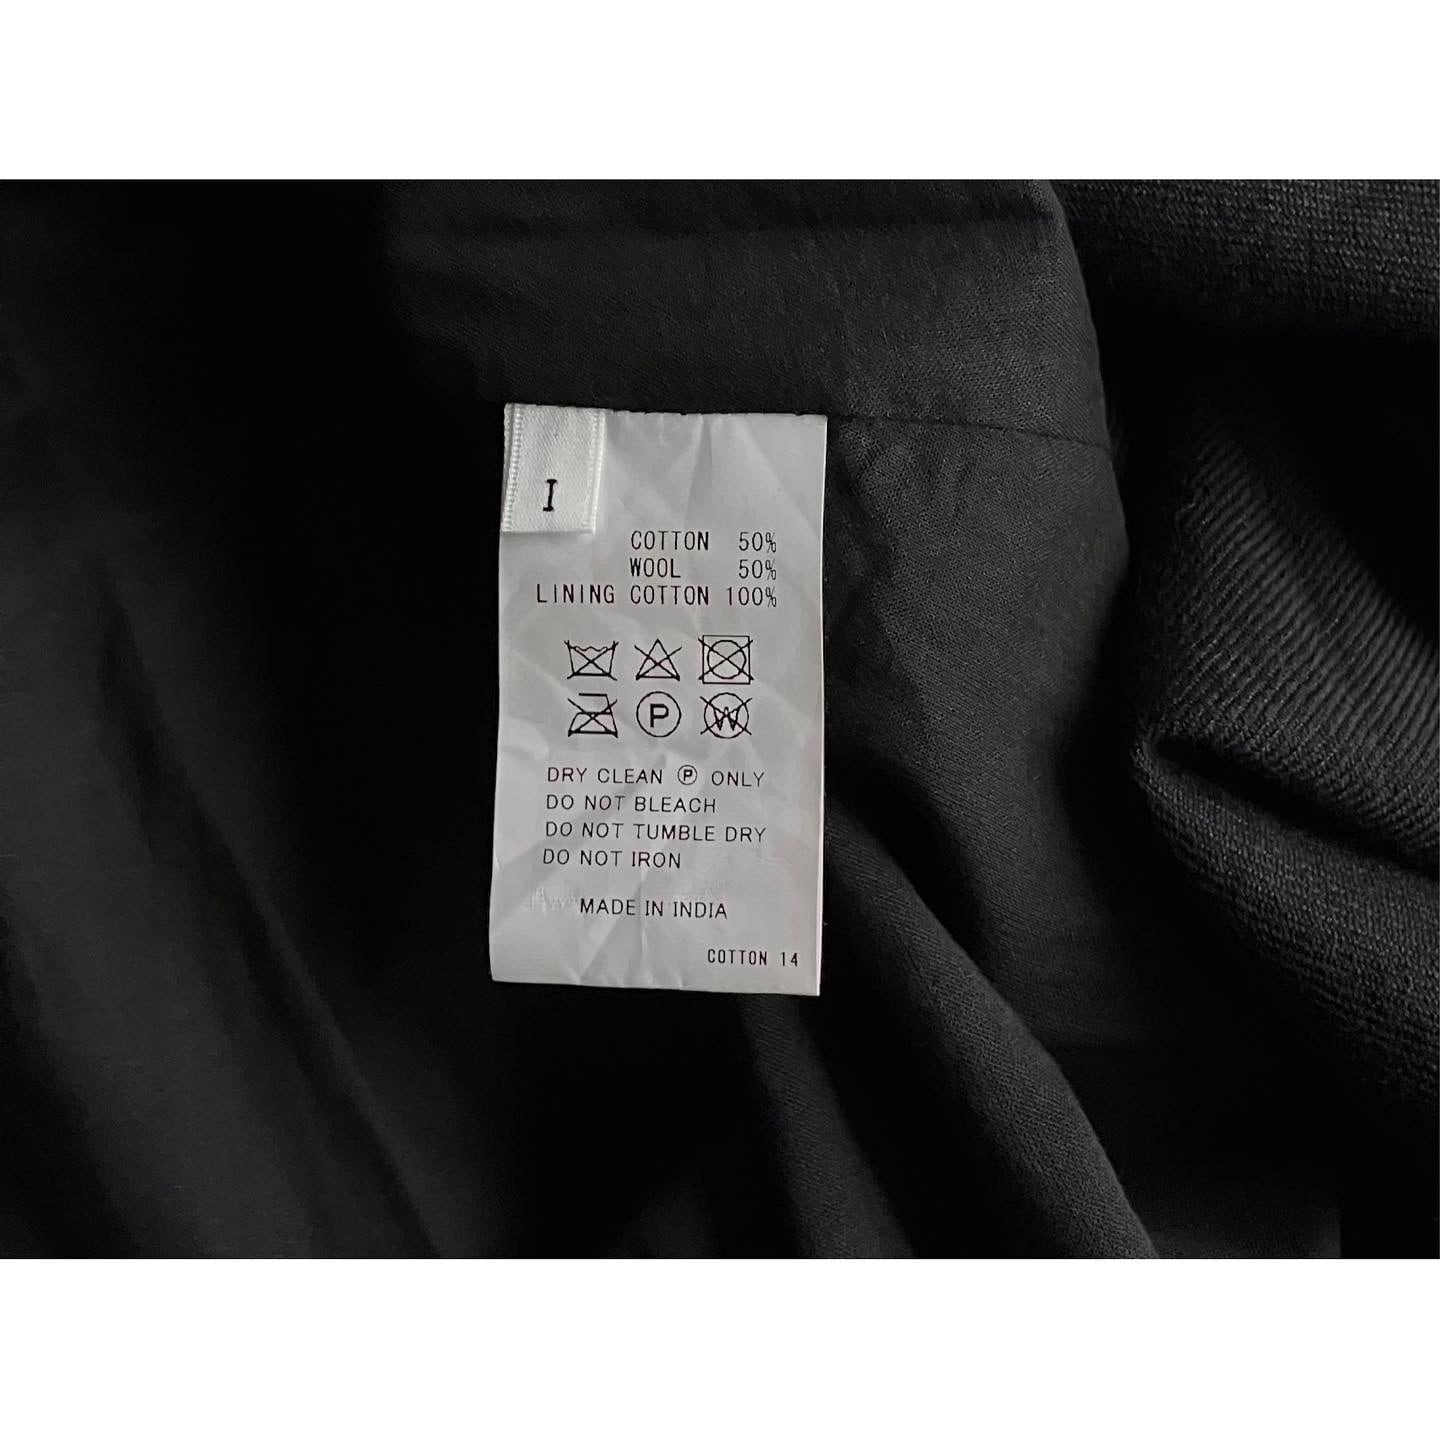 I
COTTON 50%
WOOL 50%
LINING COTTON 100%
P W
DRY CLEAN Ⓟ ONLY
DO NOT BLEACH
DO NOT TUMBLE DRY
DO NOT IRON
MADE IN INDIA
COTTON 14